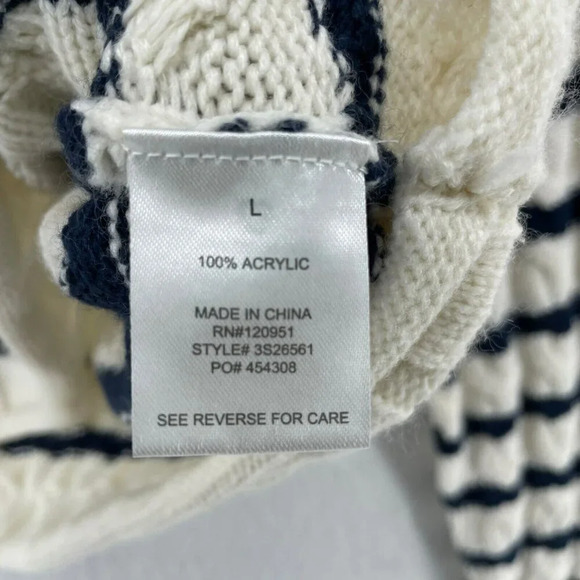 L
100% ACRYLIC
MADE IN CHINA
RN#120951
STYLE# 3S26561
PO# 454308
SEE REVERSE FOR CARE